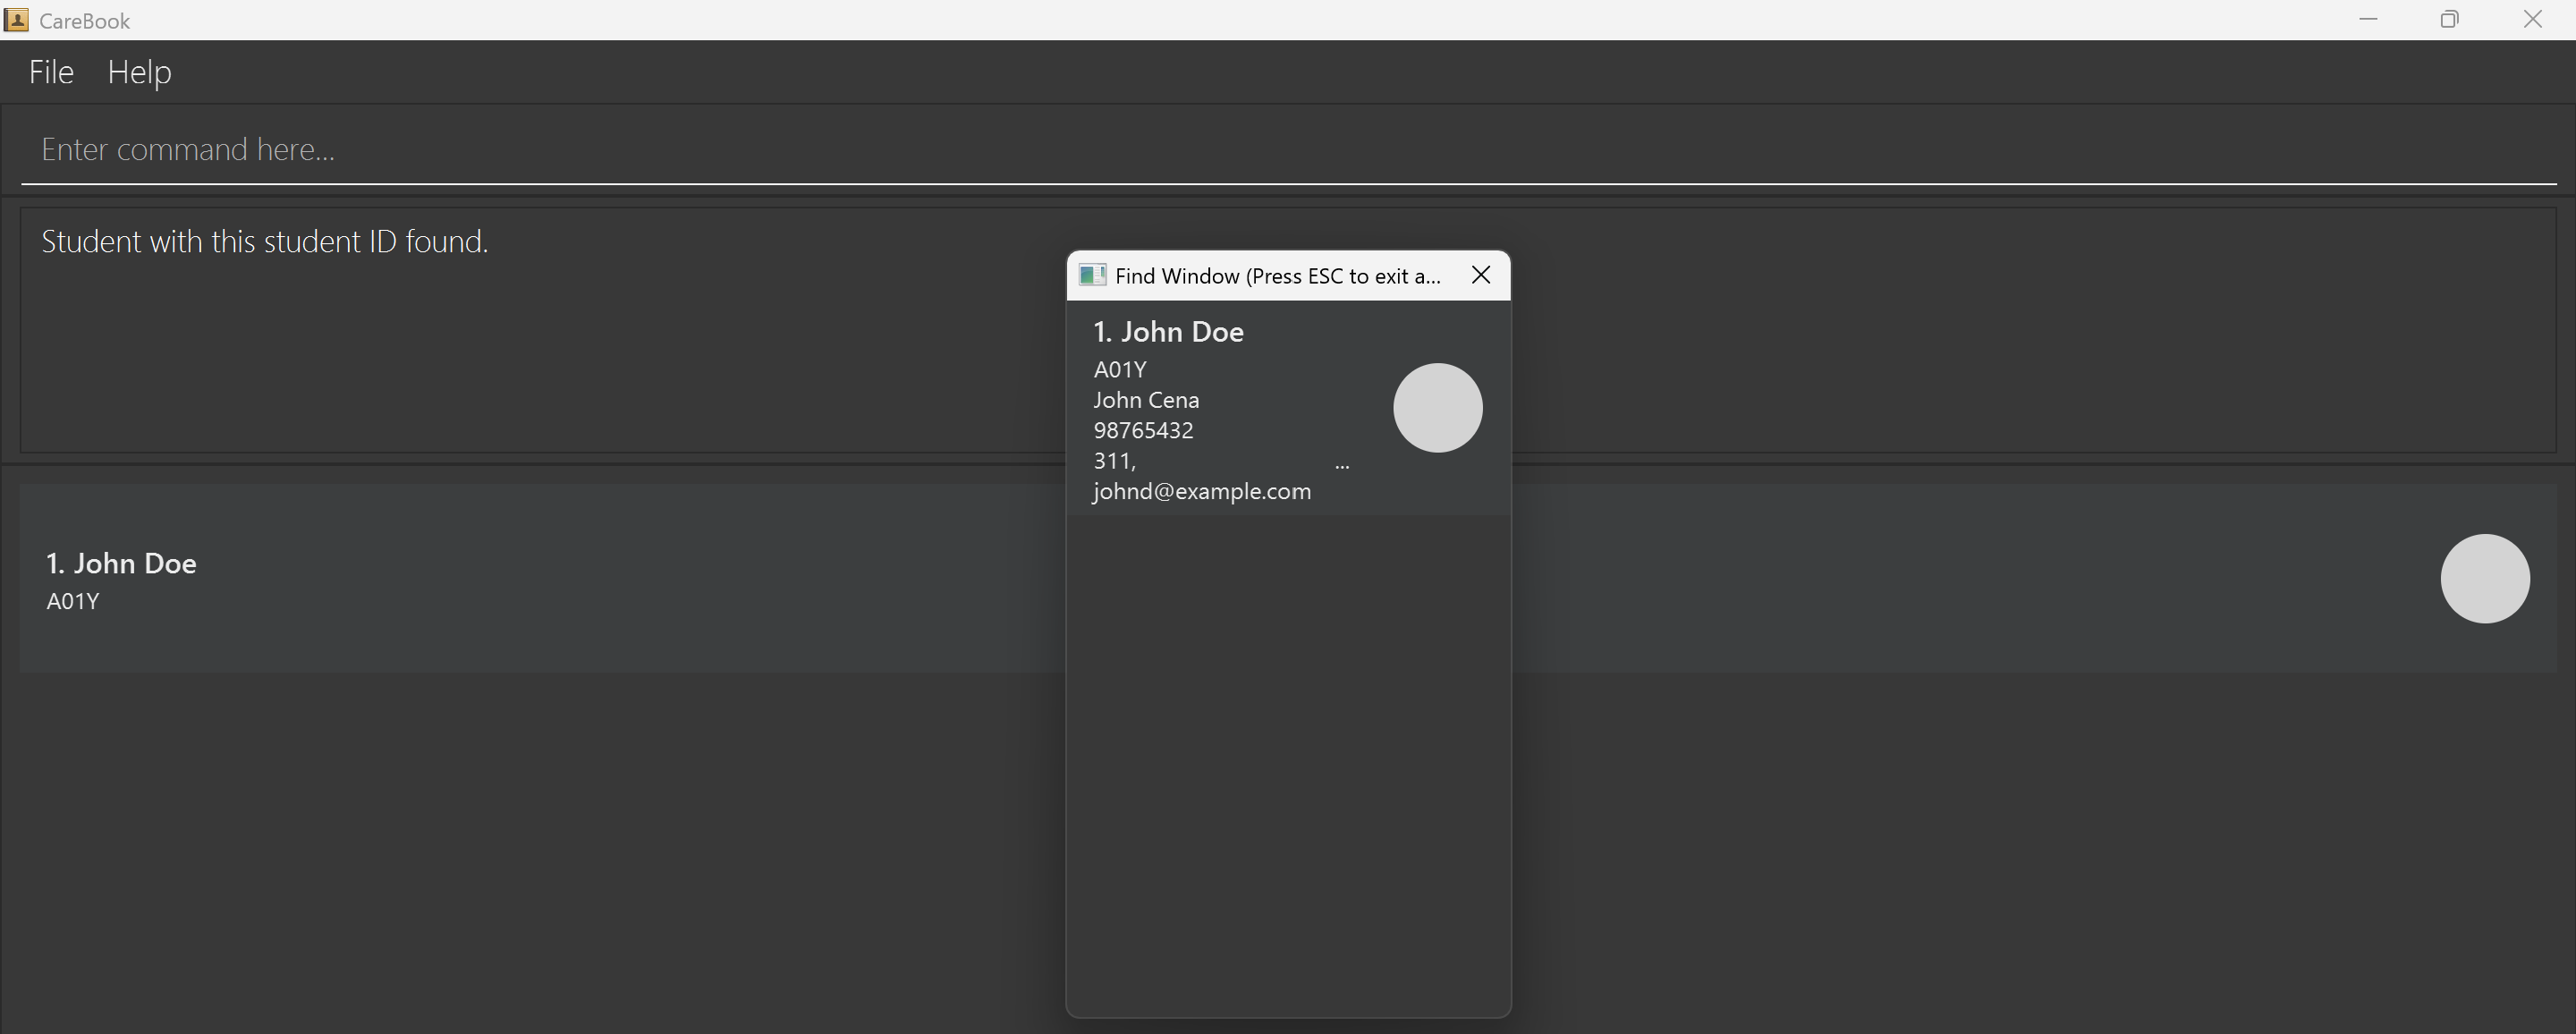 CareBook
File Help
Enter command here...
Student with this student ID found.
Find Window (Press ESC to exit a...
1. John Doe
A01Y
John Cena
98765432
311, ...
johnd@example.com
1. John Doe
A01Y